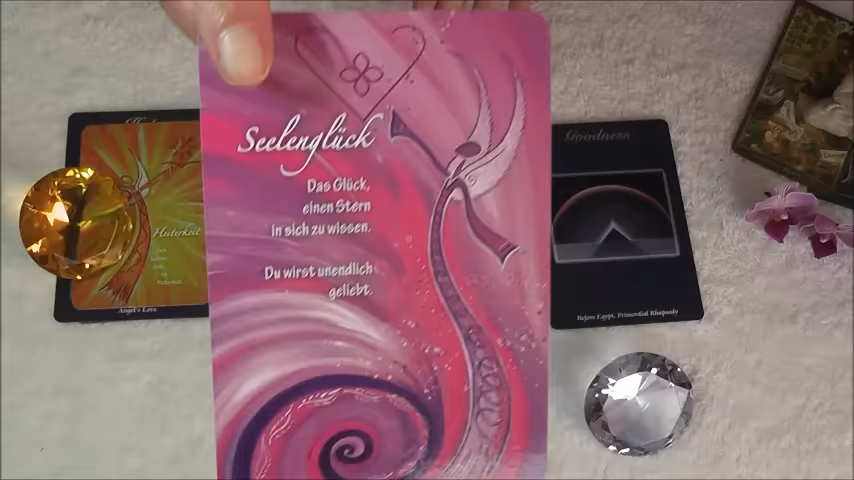 Seelenglück
Das Glück,
einen Stern
in sich zu wissen.
Du wirst unendlich
geliebt.
Heiterkeit
Angel's Love
Goodness
Before Egypt, Primordial Rhapsody